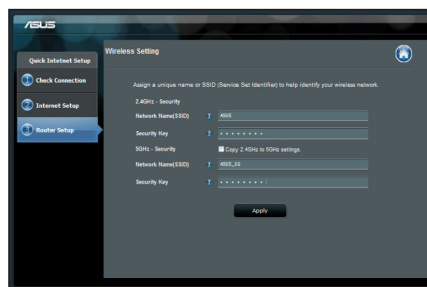 ASUS
Quick Internet Setup
Check Connection
Internet Setup
Router Setup
Wireless Setting
Assign a unique name or SSID (Service Set Identifier) to help identify your wireless network.
2.4GHz - Security
Network Name(SSID) ASUS
Security Key
5GHz - Security Copy 2.4GHz to 5GHz settings.
Network Name(SSID) ASUS_5G
Security Key
Apply